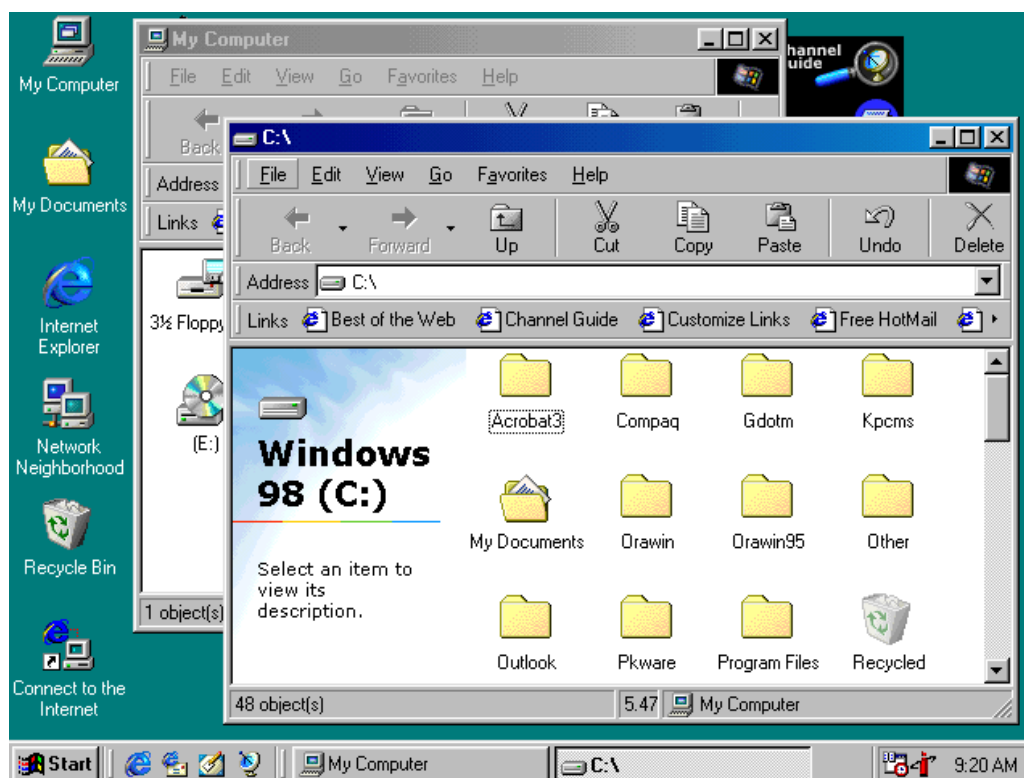 My Computer
My Documents
Internet
Explorer
Network
Neighborhood
Recycle Bin
Connect to the
Internet
My Computer
File Edit View Go Favorites Help
Back
Address
Links
3½ Floppy
(E:)
1 object(s)
hannel
uide
C:\
File Edit View Go Favorites Help
Back Forward Up Cut Copy Paste Undo Delete
Address C:\
Links Best of the Web Channel Guide Customize Links Free HotMail
Windows
98 (C:)
Select an item to
view its
description.
Acrobat3 Compaq Gdotm Kpcms
My Documents Orawin Orawin95 Other
Outlook Pkware Program Files Recycled
48 object(s) 5.47 My Computer
Start My Computer C:\ 9:20 AM